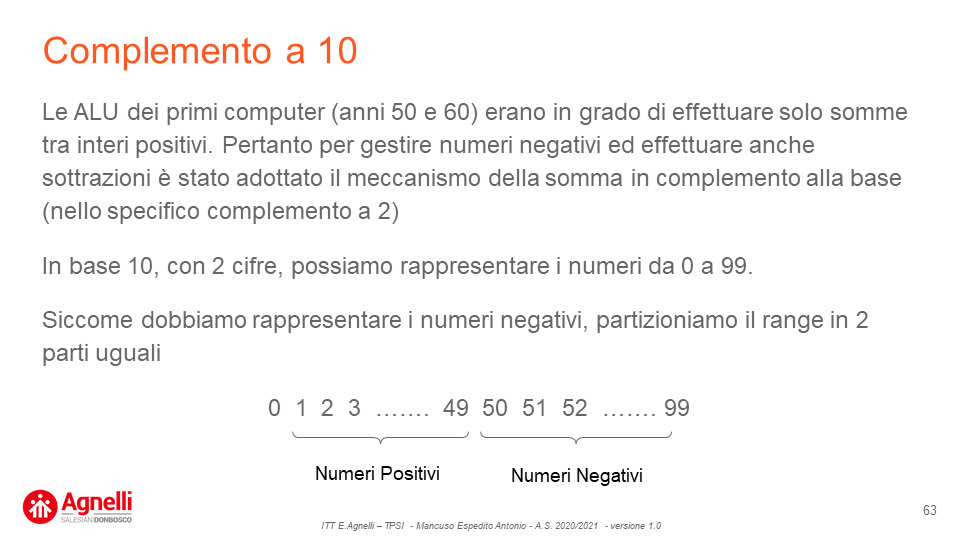 Complemento a 10
Le ALU dei primi computer (anni 50 e 60) erano in grado di effettuare solo somme
tra interi positivi. Pertanto per gestire numeri negativi ed effettuare anche
sottrazioni è stato adottato il meccanismo della somma in complemento alla base
(nello specifico complemento a 2)
In base 10, con 2 cifre, possiamo rappresentare i numeri da 0 a 99.
Siccome dobbiamo rappresentare i numeri negativi, partizioniamo il range in 2
parti uguali
0 1 2 3 ……. 49 50 51 52 ……. 99
Numeri Positivi Numeri Negativi
Agnelli
SALESIANIDONBOSCO
ITT E.Agnelli – TPSI - Mancuso Espedito Antonio - A.S. 2020/2021 - versione 1.0
63